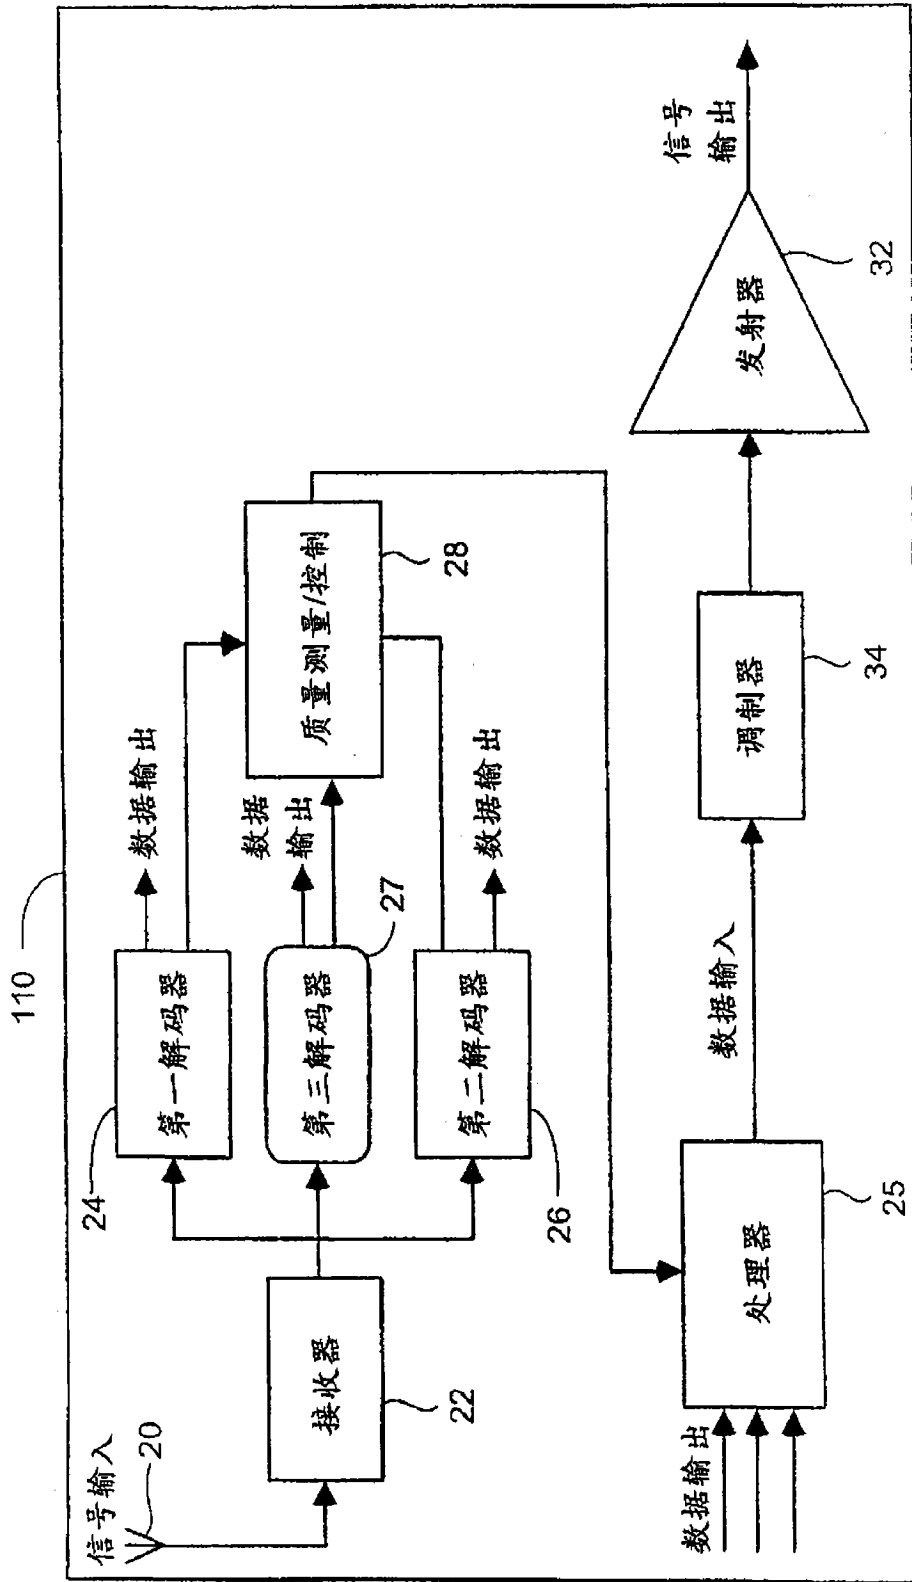 110
信号输入
20
接收器
22
24
第一解码器
数据输出
第三解码器
27
数据
输出
第二解码器
26
数据输出
质量测量/控制
28
数据输出
处理器
25
数据输入
调制器
34
发射器
32
信号
输出